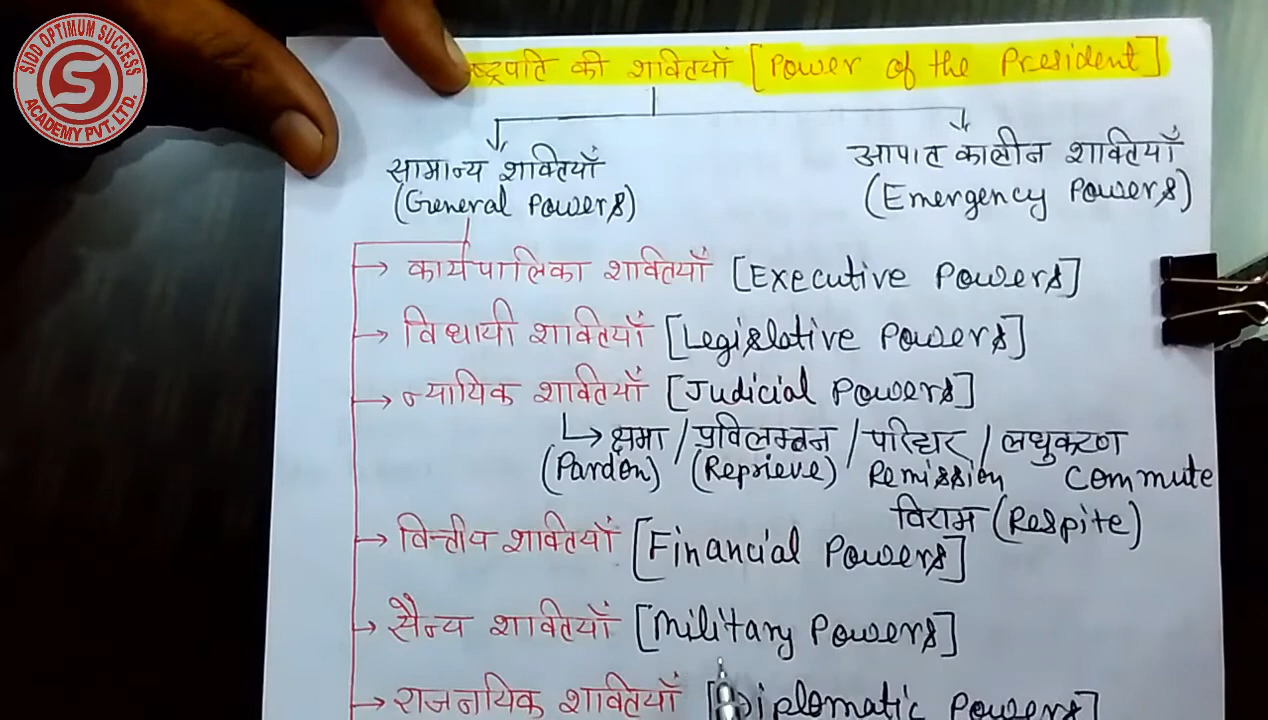 SIDD OPTIMUM SUCCESS
ACADEMY PVT. LTD.
S
की शक्तियाँ [Power of the President]
सामान्य शक्तियाँ
(General Powers)
आपात कालीन शक्तियाँ
(Emergency Powers)
कार्यपालिका शक्तियाँ [Executive Powers]
विधायी शक्तियाँ [Legislative Powers]
न्यायिक शक्तियाँ [Judicial Powers]
क्षमा / प्रविलम्बन / परिहार / लघुकरण
(Pardon) (Reprieve) Remission Commute
विराम (Respite)
वित्तीय शक्तियाँ [Financial Powers]
सैन्य शक्तियाँ [Military Powers]
राजनयिक शक्तियाँ [Diplomatic Powers]